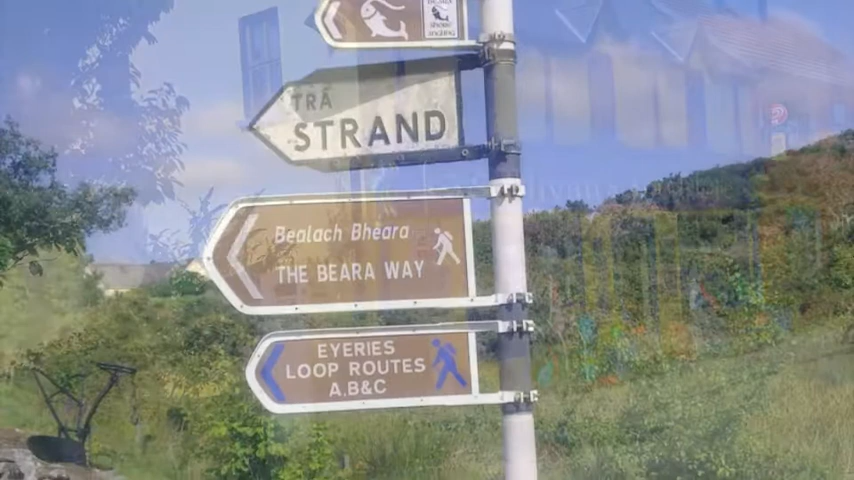 TRÁ
STRAND
Bealach Bhéara
THE BEARA WAY
EYERIES
LOOP ROUTES
A.B&C